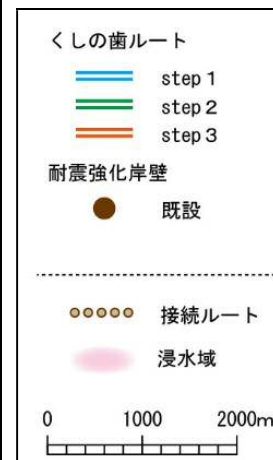 くしの歯ルート
step 1
step 2
step 3
耐震強化岸壁
既設
接続ルート
浸水域
0 1000 2000m